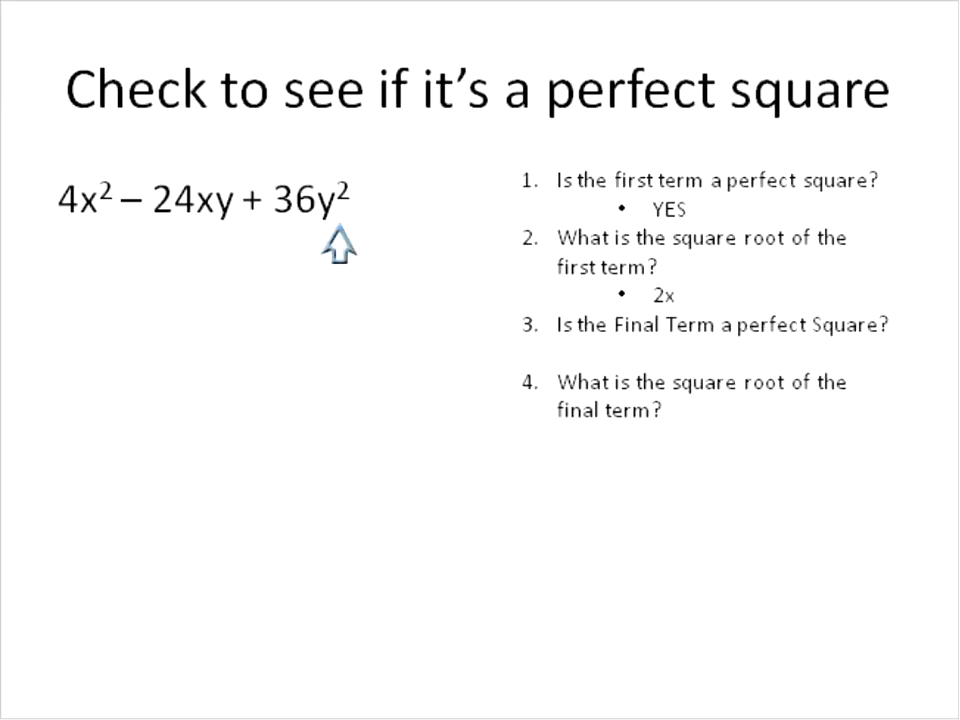 Check to see if it’s a perfect square
4x² – 24xy + 36y²
1. Is the first term a perfect square?
• YES
2. What is the square root of the
first term?
• 2x
3. Is the Final Term a perfect Square?
4. What is the square root of the
final term?